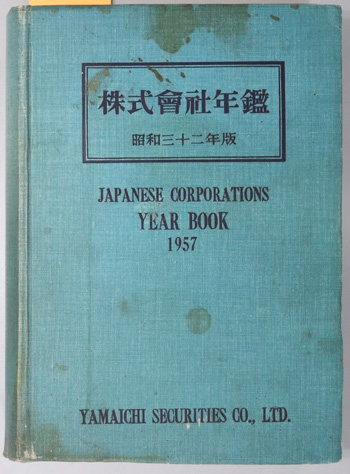 株式會社年鑑
昭和三十二年版
JAPANESE CORPORATIONS
YEAR BOOK
1957
YAMAICHI SECURITIES CO., LTD.